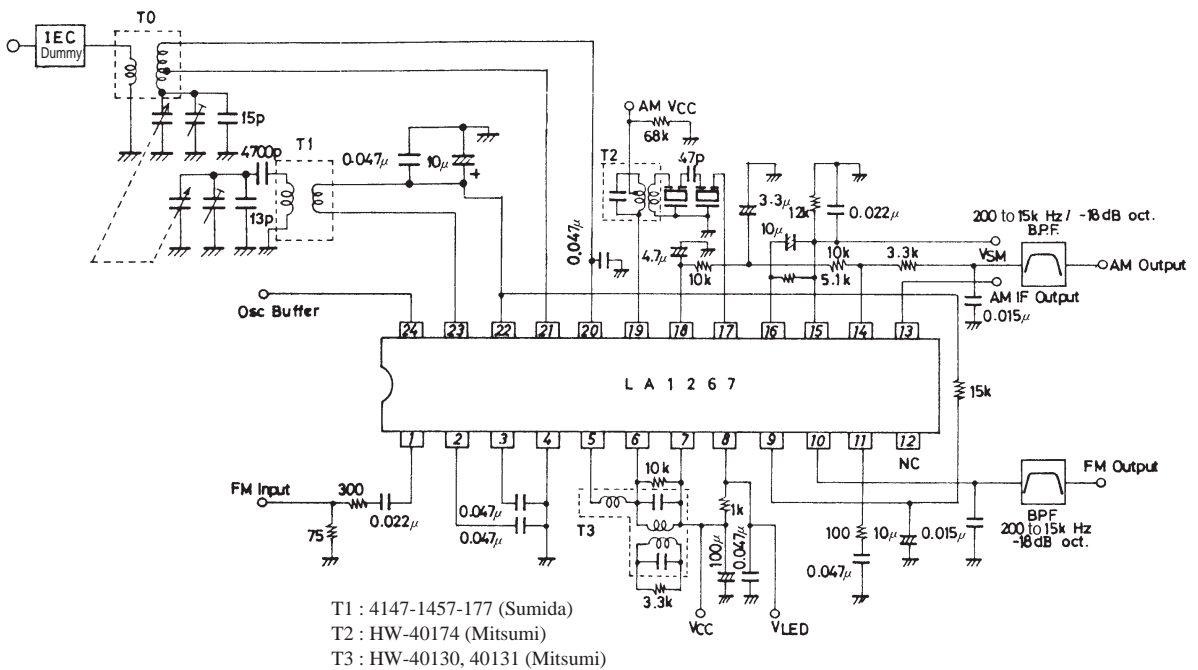 T0
IEC
Dummy
15p
4700p
T1
0.047μ
10μ
+
13p
AM VCC
68k
T2
47p
3.3μ
12k
0.022μ
10μ
200 to 15k Hz / -18dB oct.
B.P.F.
VSM
AM Output
0.047μ
4.7μ
10k
10k
5.1k
3.3k
AM IF Output
0.015μ
Osc Buffer
24 23 22 21 20 19 18 17 16 15 14 13
LA1267
15k
1 2 3 4 5 6 7 8 9 10 11 12
NC
FM Input
300
0.022μ
75
0.047μ
0.047μ
10k
T3
3.3k
1k
100μ
0.047μ
VCC
VLED
100
0.047μ
10μ
0.015μ
FM Output
BPF
200 to 15k Hz
-18dB oct.
T1 : 4147-1457-177 (Sumida)
T2 : HW-40174 (Mitsumi)
T3 : HW-40130, 40131 (Mitsumi)